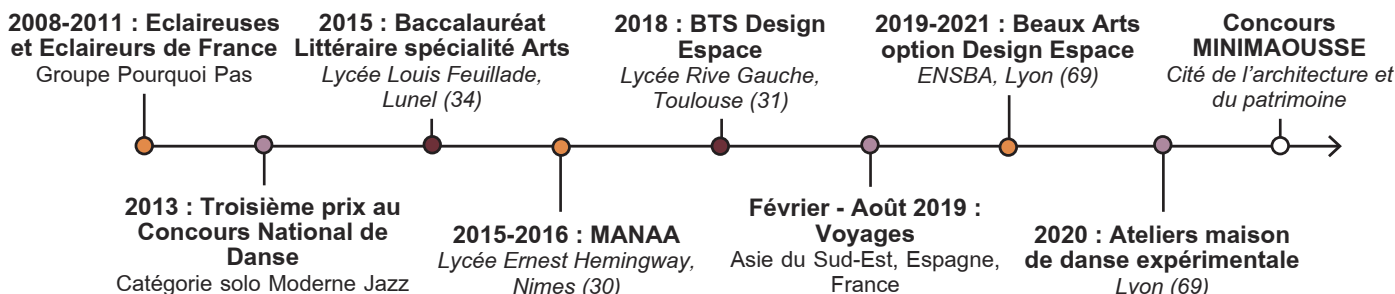 2008-2011 : Eclaireuses
et Eclaireurs de France
Groupe Pourquoi Pas
2013 : Troisième prix au
Concours National de
Danse
Catégorie solo Moderne Jazz
2015 : Baccalauréat
Littéraire spécialité Arts
Lycée Louis Feuillade,
Lunel (34)
2015-2016 : MANAA
Lycée Ernest Hemingway,
Nimes (30)
2018 : BTS Design
Espace
Lycée Rive Gauche,
Toulouse (31)
Février - Août 2019 :
Voyages
Asie du Sud-Est, Espagne,
France
2019-2021 : Beaux Arts
option Design Espace
ENSBA, Lyon (69)
2020 : Ateliers maison
de danse expérimentale
Lyon (69)
Concours
MINIMAOUSSE
Cité de l'architecture et
du patrimoine